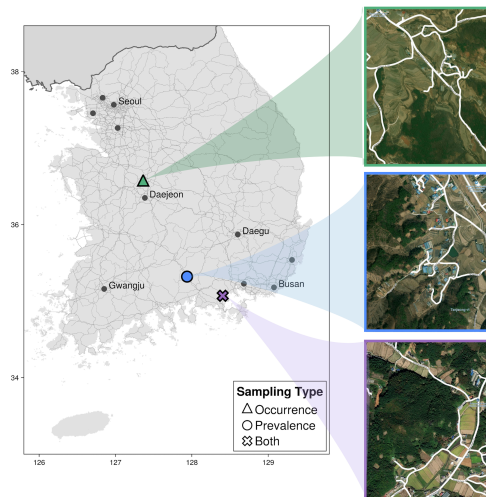 38
36
34
126
127
128
129
Seoul
Daejeon
Daegu
Gwangju
Busan
Sampling Type
Occurrence
Prevalence
Both